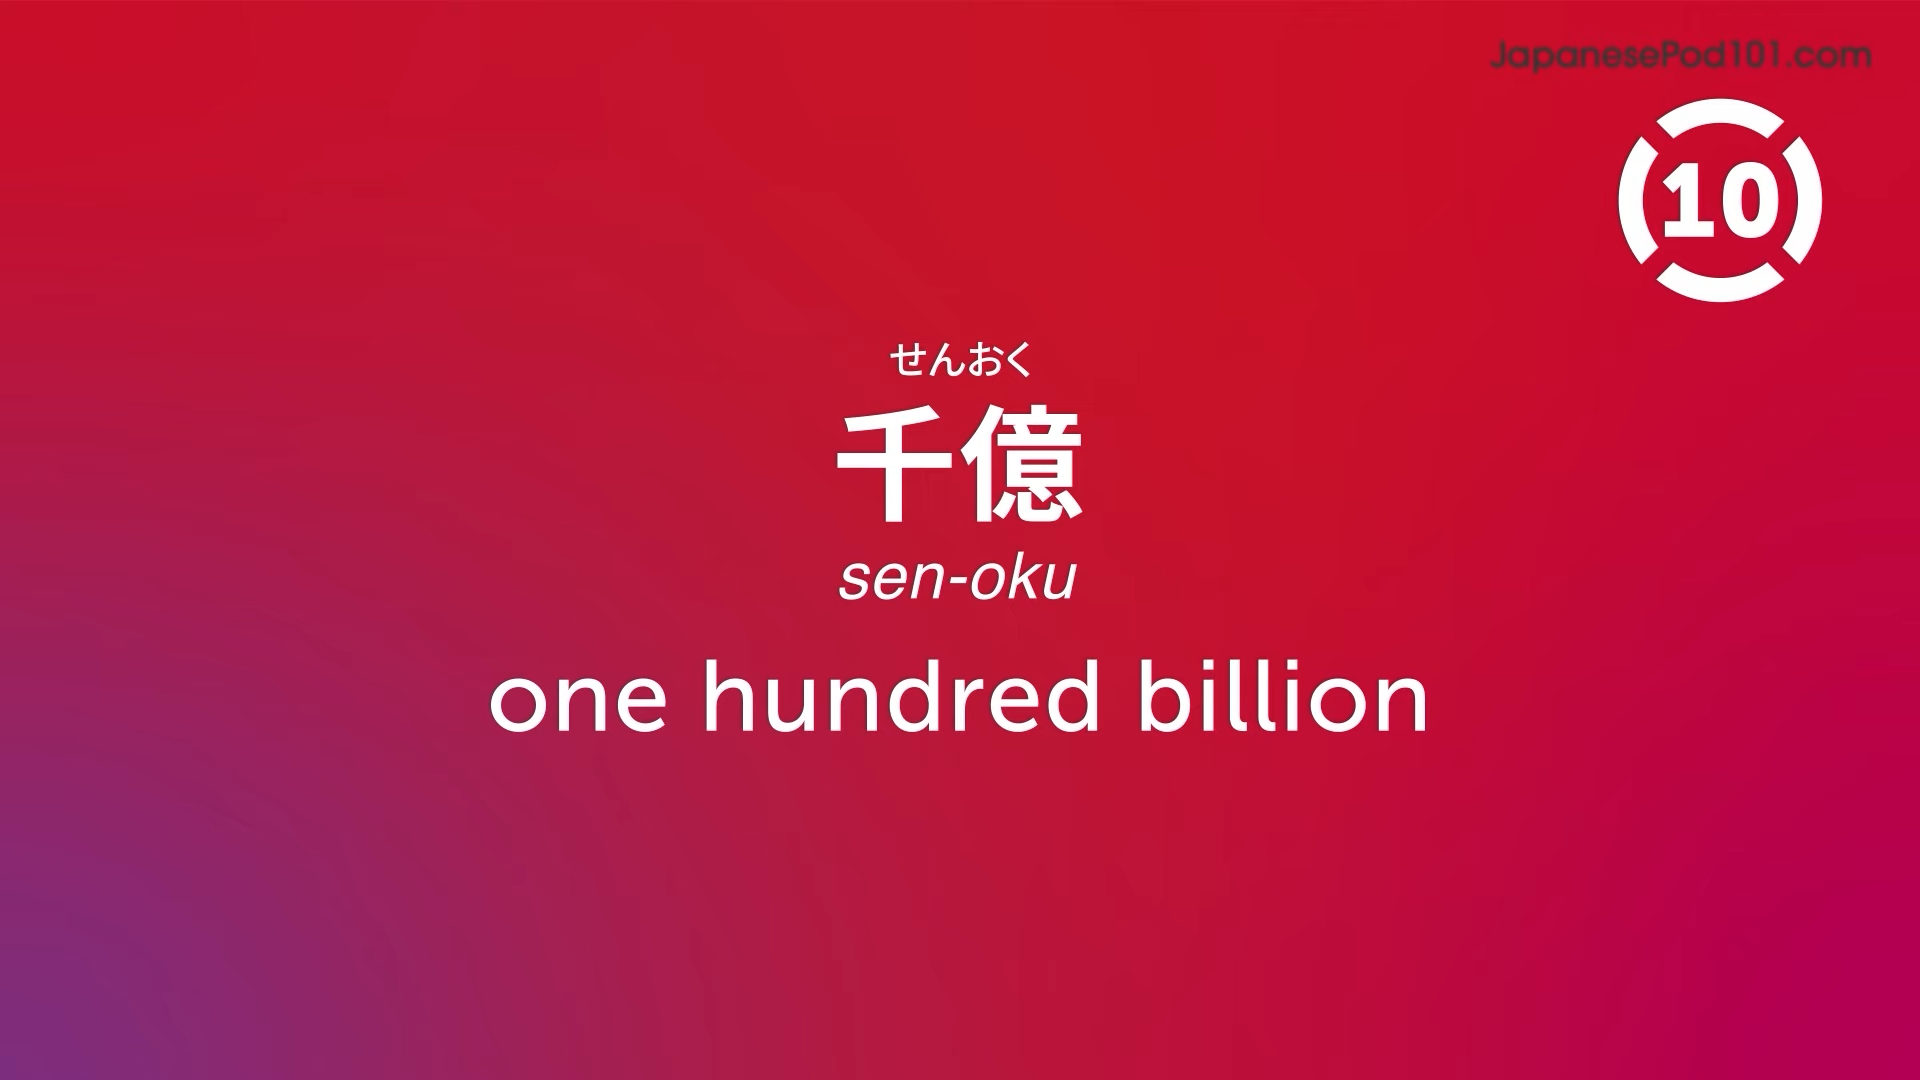 JapanesePod101.com
10
せんおく
千億
sen-oku
one hundred billion